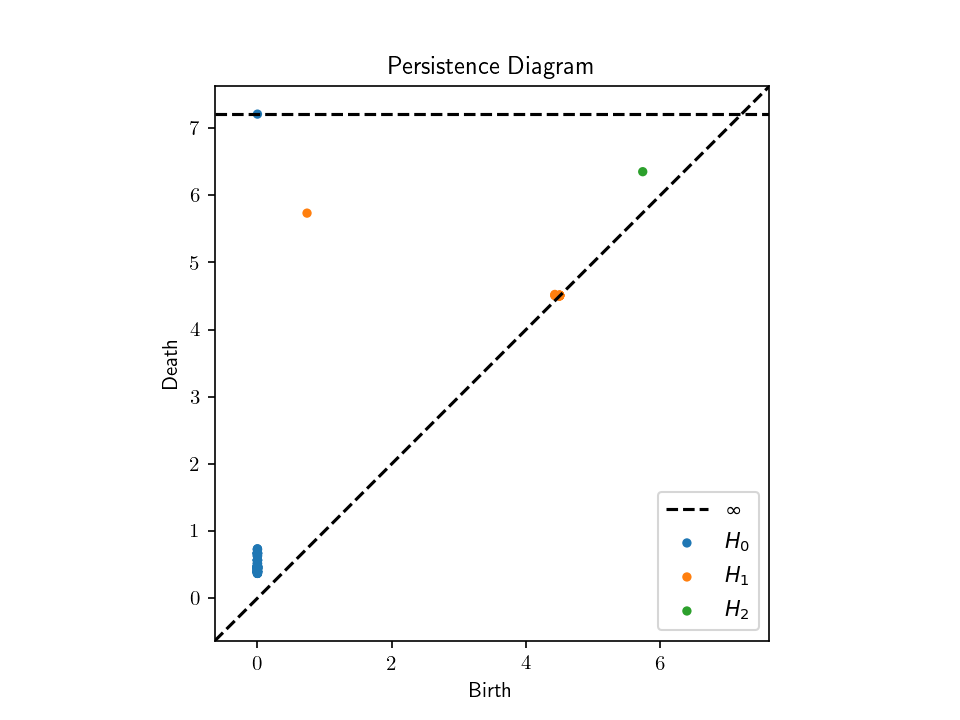 Persistence Diagram
7
6
5
4
3
2
1
0
Death
0 2 4 6
Birth
∞
H₀
H₁
H₂